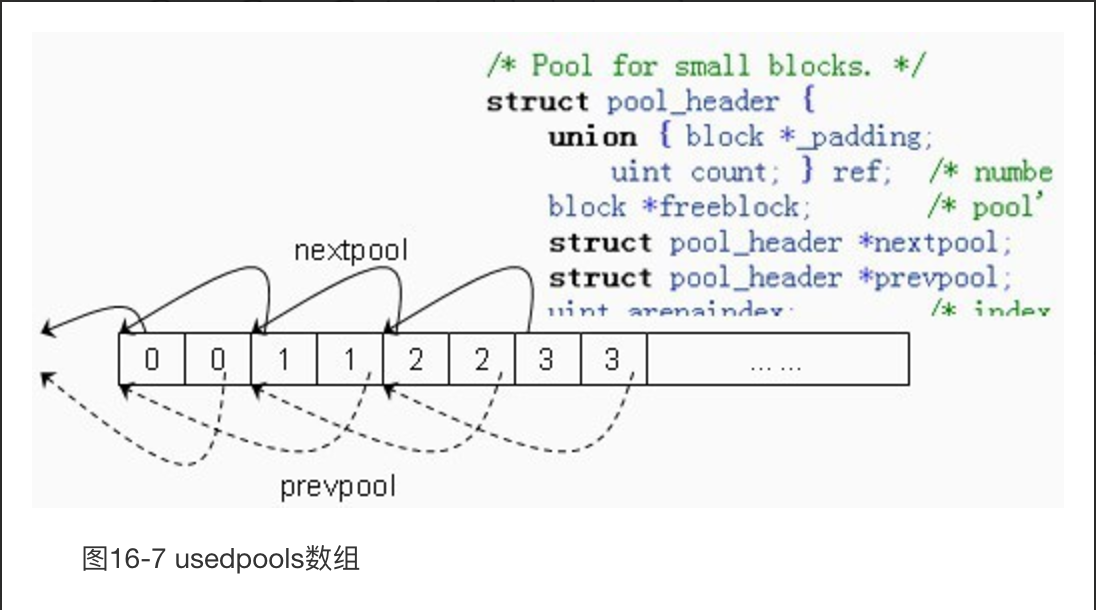 /* Pool for small blocks. */
struct pool_header {
union { block *_padding;
uint count; } ref; /* numbe
block *freeblock; /* pool'
struct pool_header *nextpool;
struct pool_header *prevpool;
uint arenaindex; /* index
nextpool
0 0 1 1 2 2 3 3 ... ...
prevpool
图16-7 usedpools数组